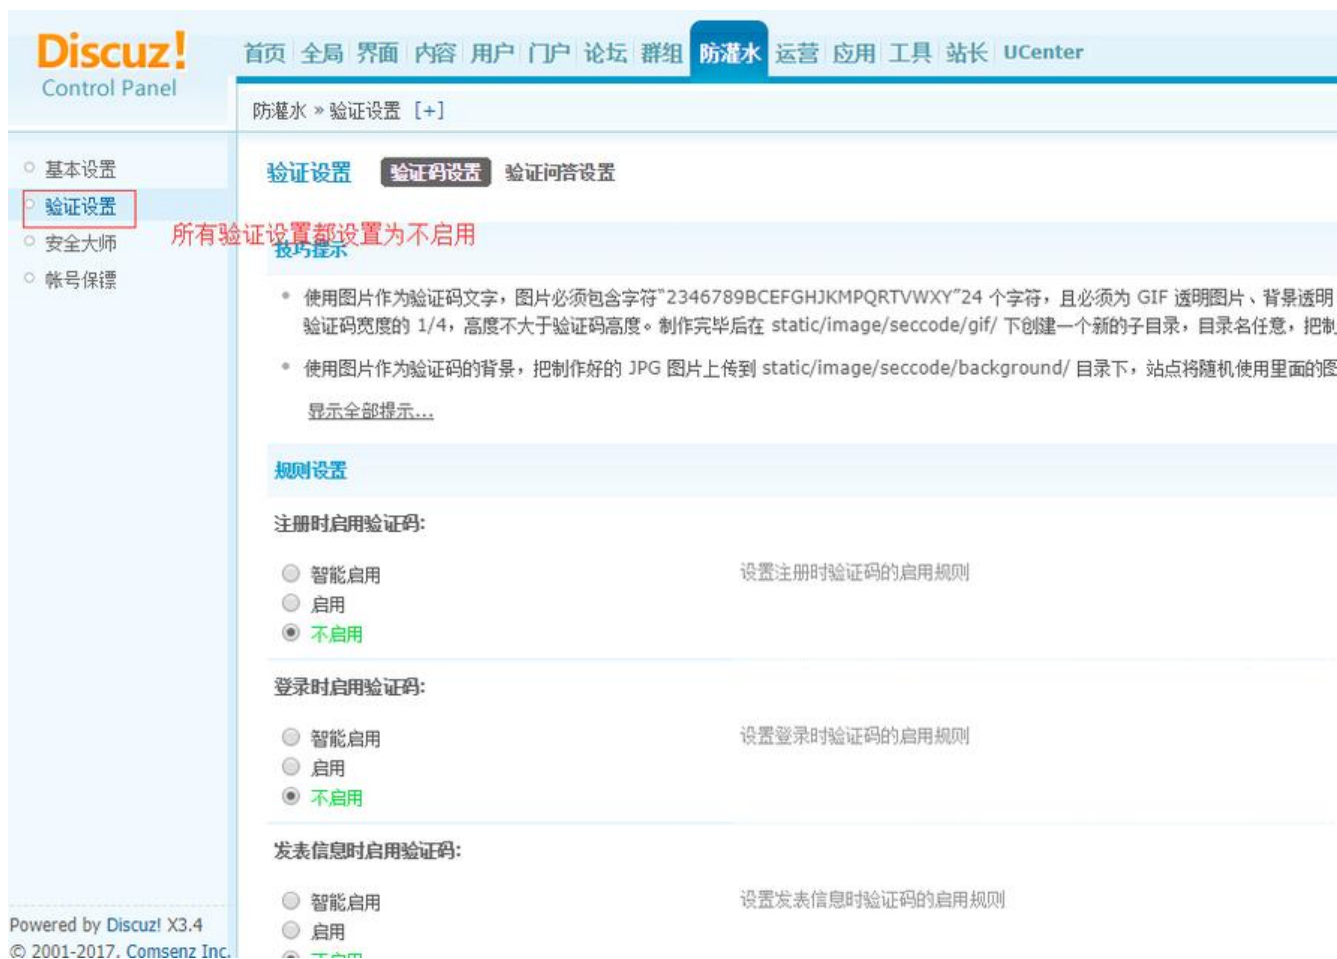 Discuz!
Control Panel
首页 全局 界面 内容 用户 门户 论坛 群组 防灌水 运营 应用 工具 站长 UCenter
防灌水 » 验证设置 [+]
基本设置
验证设置
安全大师
帐号保镖
验证设置 验证码设置 验证问答设置
所有验证设置都设置为不启用
技巧提示
使用图片作为验证码文字，图片必须包含字符"2346789BCEFGHJKMPQRTVWXY"24 个字符，且必须为 GIF 透明图片、背景透明
验证码宽度的 1/4，高度不大于验证码高度。制作完毕后在 static/image/seccode/gif/ 下创建一个新的子目录，目录名任意，把制
使用图片作为验证码的背景，把制作好的 JPG 图片上传到 static/image/seccode/background/ 目录下，站点将随机使用里面的图
显示全部提示...
规则设置
注册时启用验证码:
智能启用
设置注册时验证码的启用规则
启用
不启用
登录时启用验证码:
智能启用
设置登录时验证码的启用规则
启用
不启用
发表信息时启用验证码:
智能启用
设置发表信息时验证码的启用规则
启用
不启用
Powered by Discuz! X3.4
© 2001-2017, Comsenz Inc.